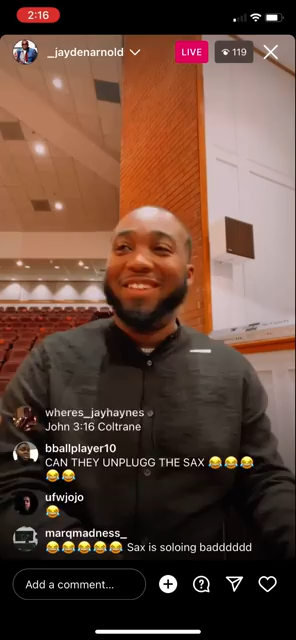 2:16
_jaydenarnold
LIVE
119
wheres_jayhaynes
John 3:16 Coltrane
bballplayer10
CAN THEY UNPLUGG THE SAX 😂😂😂
😂😂
ufwjojo
😂
marqmadness_
😂😂😂😂😂 Sax is soloing badddddd
Add a comment...